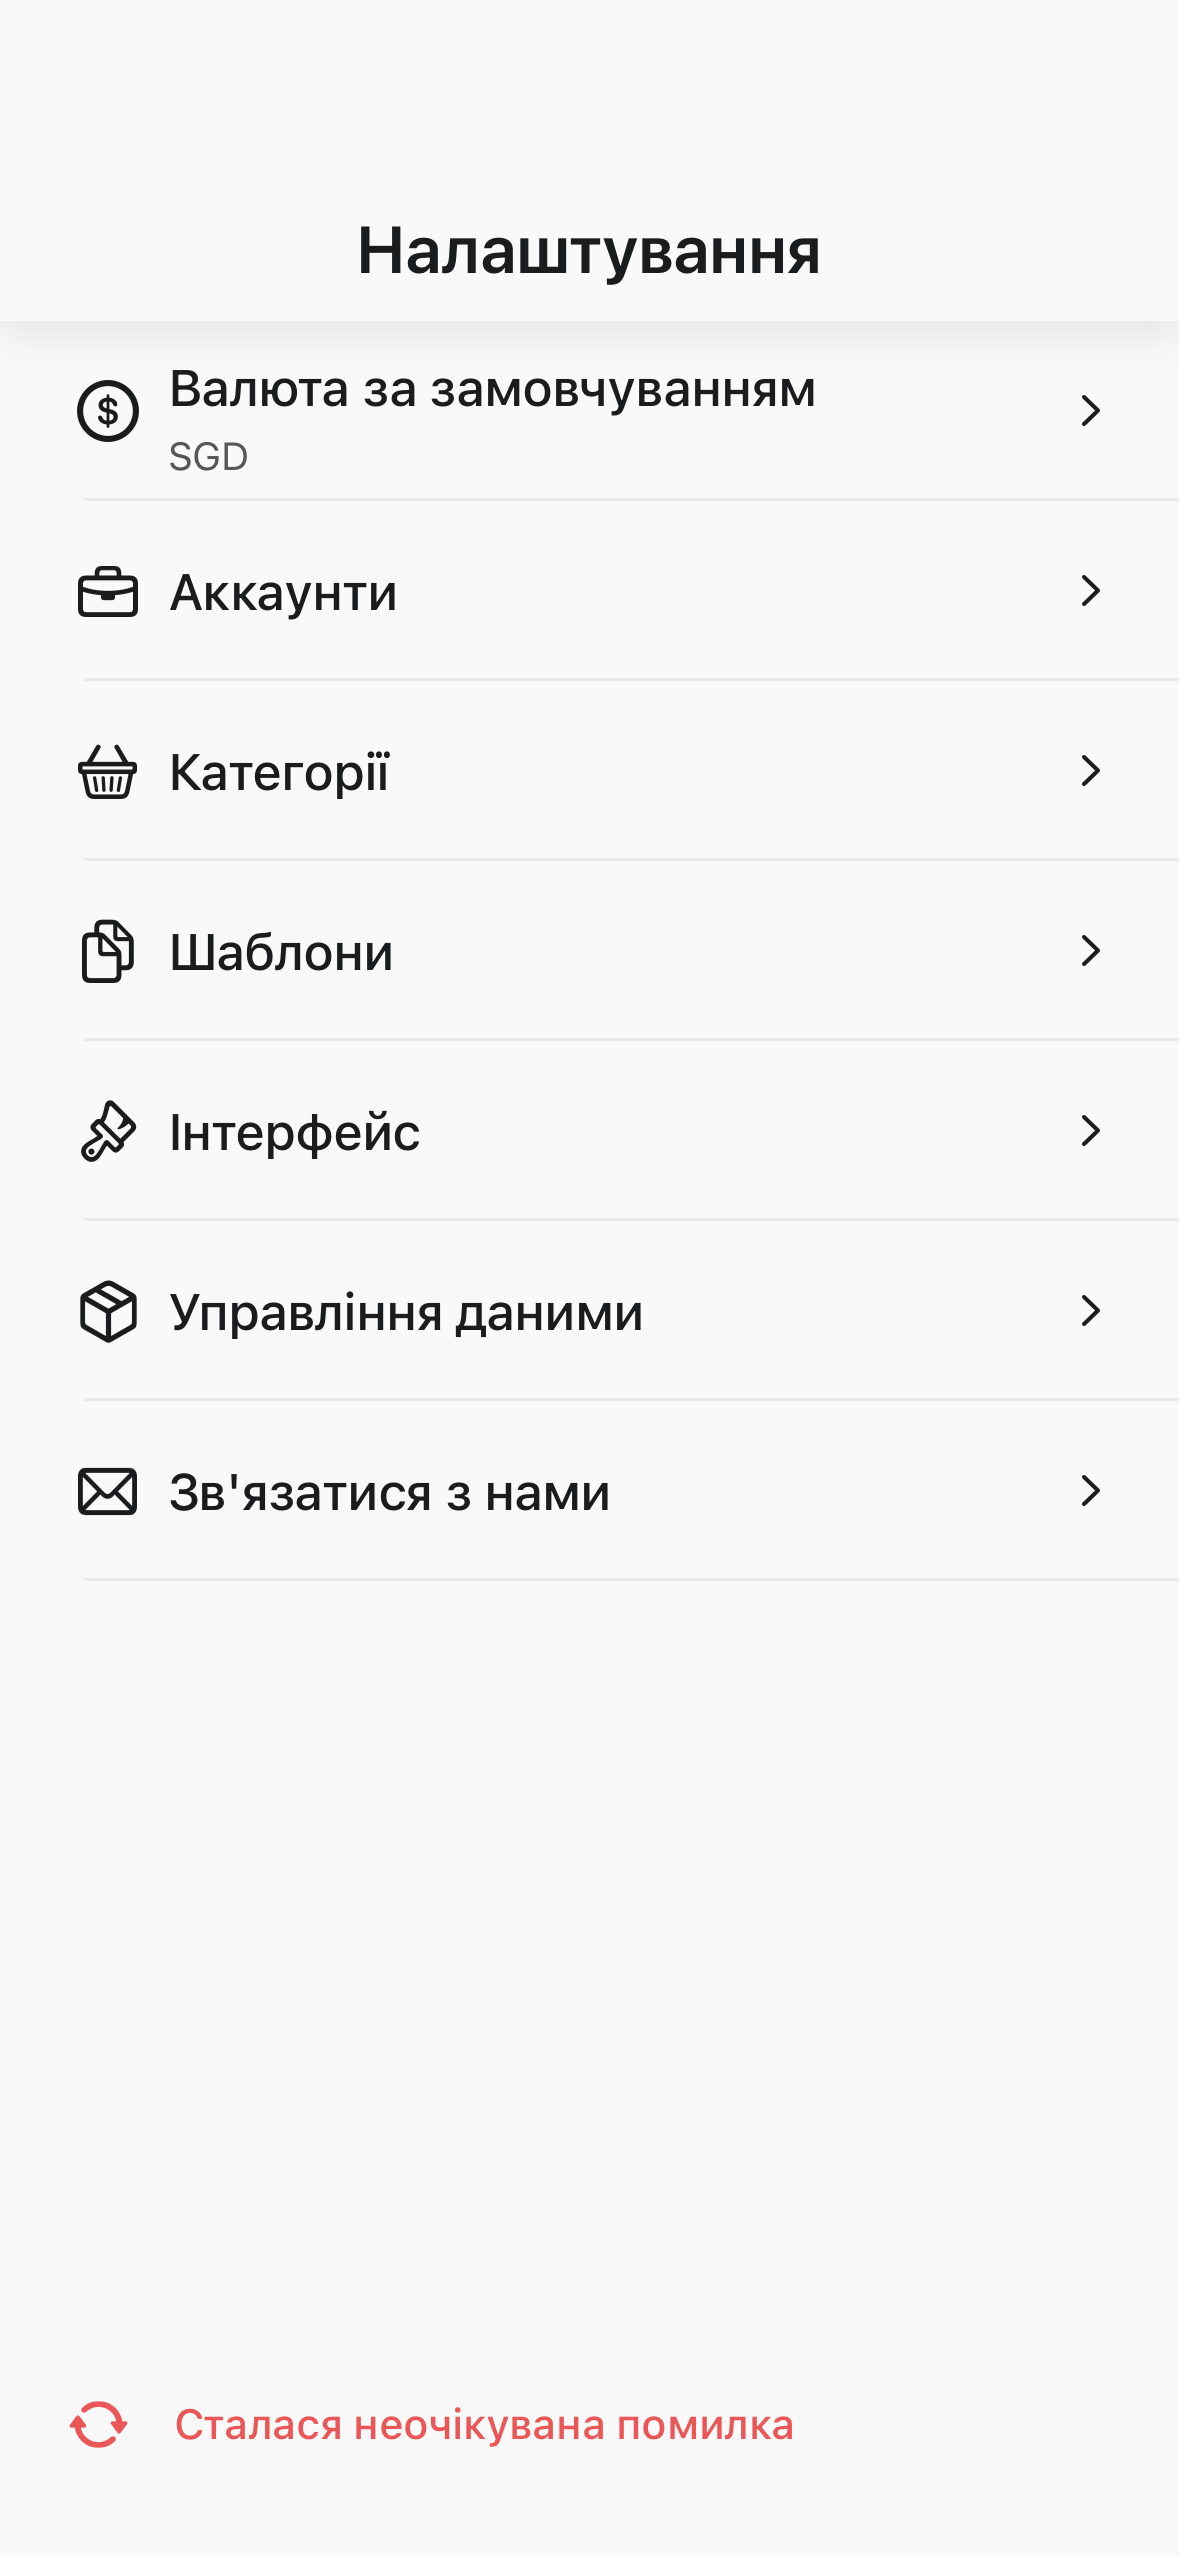 Налаштування
Валюта за замовчуванням
SGD
Аккаунти
Категорії
Шаблони
Інтерфейс
Управління даними
Зв'язатися з нами
Сталася неочікувана помилка